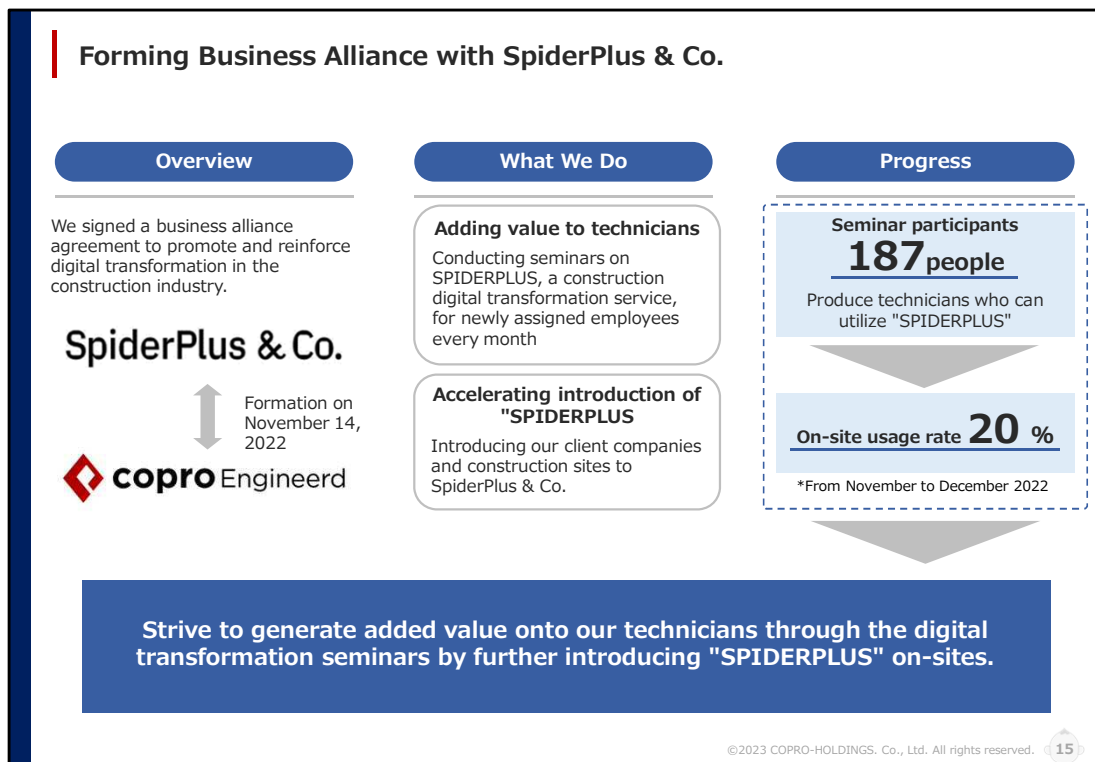 Forming Business Alliance with SpiderPlus & Co.
Overview
We signed a business alliance
agreement to promote and reinforce
digital transformation in the
construction industry.
SpiderPlus & Co.
Formation on
November 14,
2022
copro Engineerd
What We Do
Adding value to technicians
Conducting seminars on
SPIDERPLUS, a construction
digital transformation service,
for newly assigned employees
every month
Accelerating introduction of
"SPIDERPLUS
Introducing our client companies
and construction sites to
SpiderPlus & Co.
Progress
Seminar participants
187people
Produce technicians who can
utilize "SPIDERPLUS"
On-site usage rate 20 %
*From November to December 2022
Strive to generate added value onto our technicians through the digital
transformation seminars by further introducing "SPIDERPLUS" on-sites.
©2023 COPRO-HOLDINGS. Co., Ltd. All rights reserved. 15